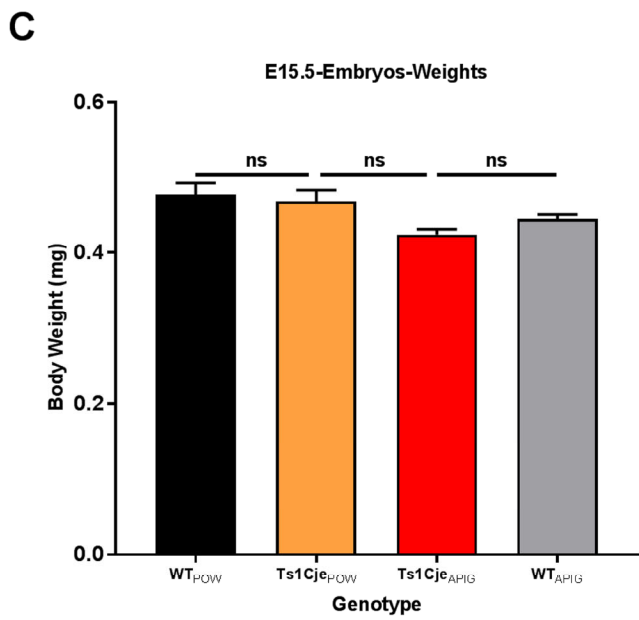 C
E15.5-Embryos-Weights
0.6
0.4
0.2
0.0
Body Weight (mg)
ns ns ns
WTPOW Ts1CjePOW Ts1CjeAPIG WTAPIG
Genotype